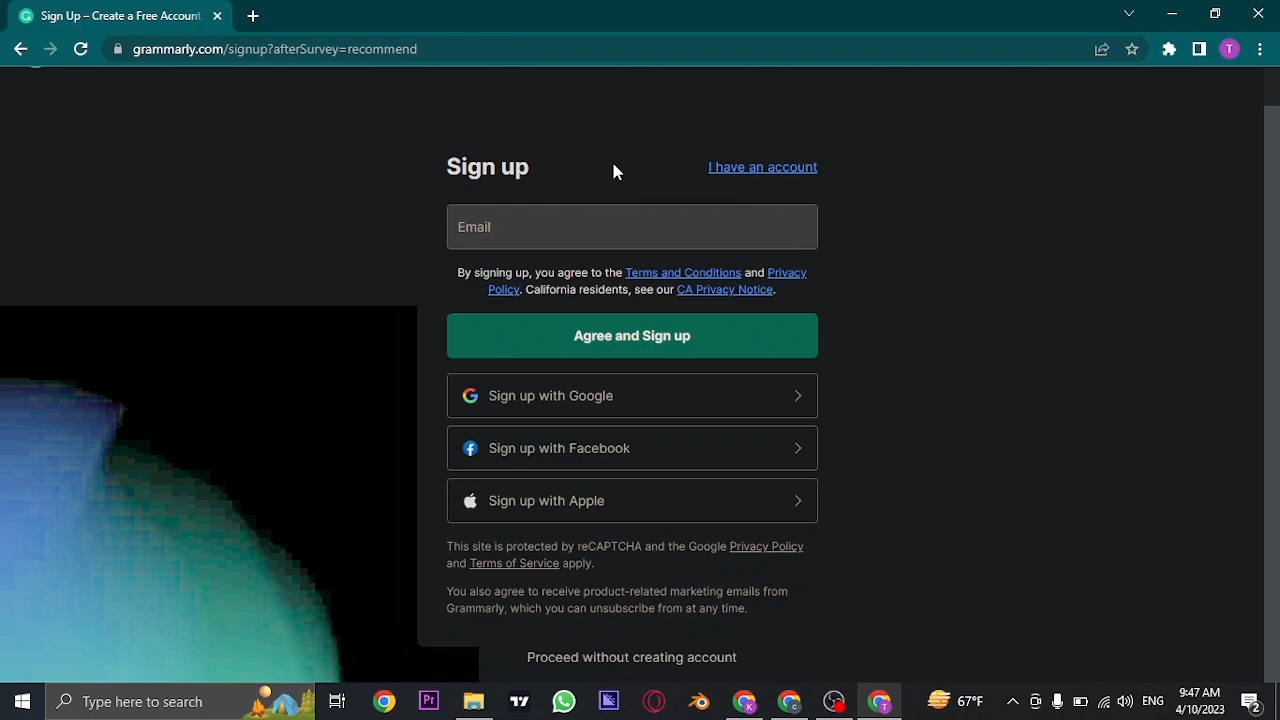 Sign Up – Create a Free Account
grammarly.com/signup?afterSurvey=recommend
T
Sign up
I have an account
Email
By signing up, you agree to the Terms and Conditions and Privacy
Policy. California residents, see our CA Privacy Notice.
Agree and Sign up
Sign up with Google
Sign up with Facebook
Sign up with Apple
This site is protected by reCAPTCHA and the Google Privacy Policy
and Terms of Service apply.
You also agree to receive product-related marketing emails from
Grammarly, which you can unsubscribe from at any time.
Proceed without creating account
Type here to search
Pr
K
C
T
67°F
ENG
9:47 AM
4/10/2023
2